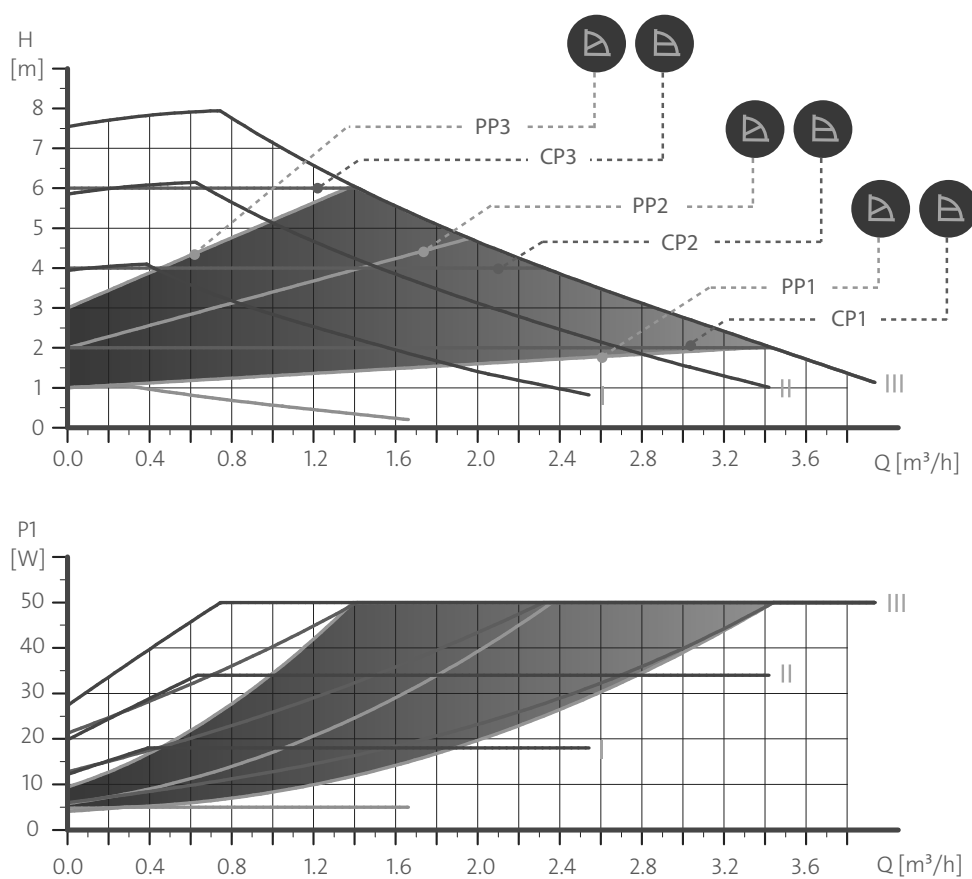 H
[m]
8
7
6
5
4
3
2
1
0
PP3
CP3
PP2
CP2
PP1
CP1
I
II
III
0.0 0.4 0.8 1.2 1.6 2.0 2.4 2.8 3.2 3.6 Q [m³/h]
P1
[W]
50
40
30
20
10
0
III
II
I
0.0 0.4 0.8 1.2 1.6 2.0 2.4 2.8 3.2 3.6 Q [m³/h]